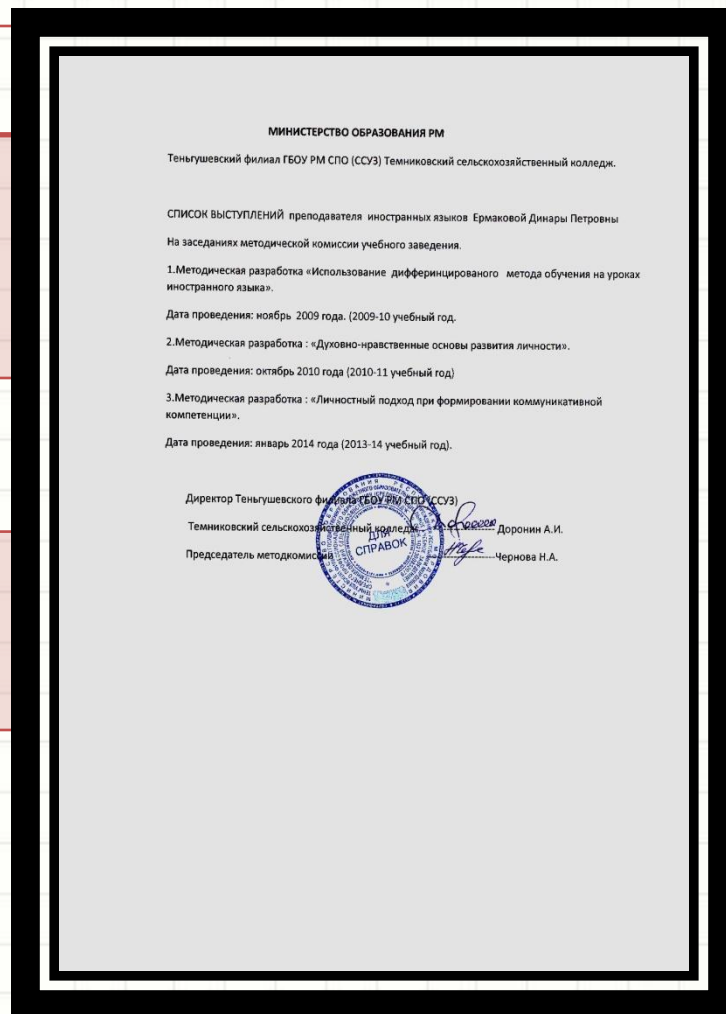 МИНИСТЕРСТВО ОБРАЗОВАНИЯ РМ
Теньгушевский филиал ГБОУ РМ СПО (ССУЗ) Темниковский сельскохозяйственный колледж.
СПИСОК ВЫСТУПЛЕНИЙ преподавателя иностранных языков Ермаковой Динары Петровны
На заседаниях методической комиссии учебного заведения.
1.Методическая разработка «Использование дифферинцированого метода обучения на уроках
иностранного языка».
Дата проведения: ноябрь 2009 года. (2009-10 учебный год.
2.Методическая разработка : «Духовно-нравственные основы развития личности».
Дата проведения: октябрь 2010 года (2010-11 учебный год)
3.Методическая разработка : «Личностный подход при формировании коммуникативной
компетенции».
Дата проведения: январь 2014 года (2013-14 учебный год).
Директор Теньгушевского филиала ГБОУ РМ СПО (ССУЗ)
Темниковский сельскохозяйственный колледж Доронин А.И.
Председатель методкомиссии Чернова Н.А.
ДЛЯ
СПРАВОК